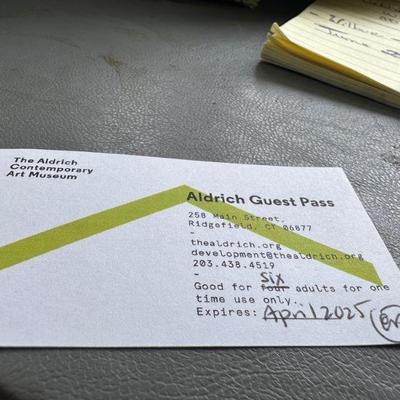 The Aldrich
Contemporary
Art Museum
Aldrich Guest Pass
258 Main Street,
Ridgefield, CT 06877
-
thealdrich.org
development@thealdrich.org
203.438.4519
-
six
Good for four adults for one
time use only.
Expires: April 2025